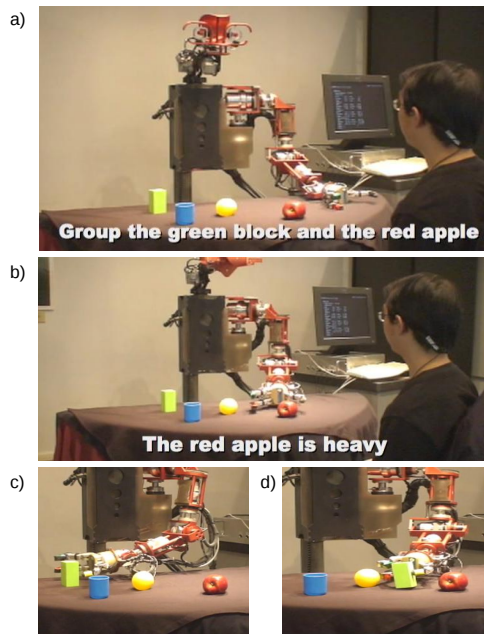 a)
Group the green block and the red apple
b)
The red apple is heavy
c)
d)